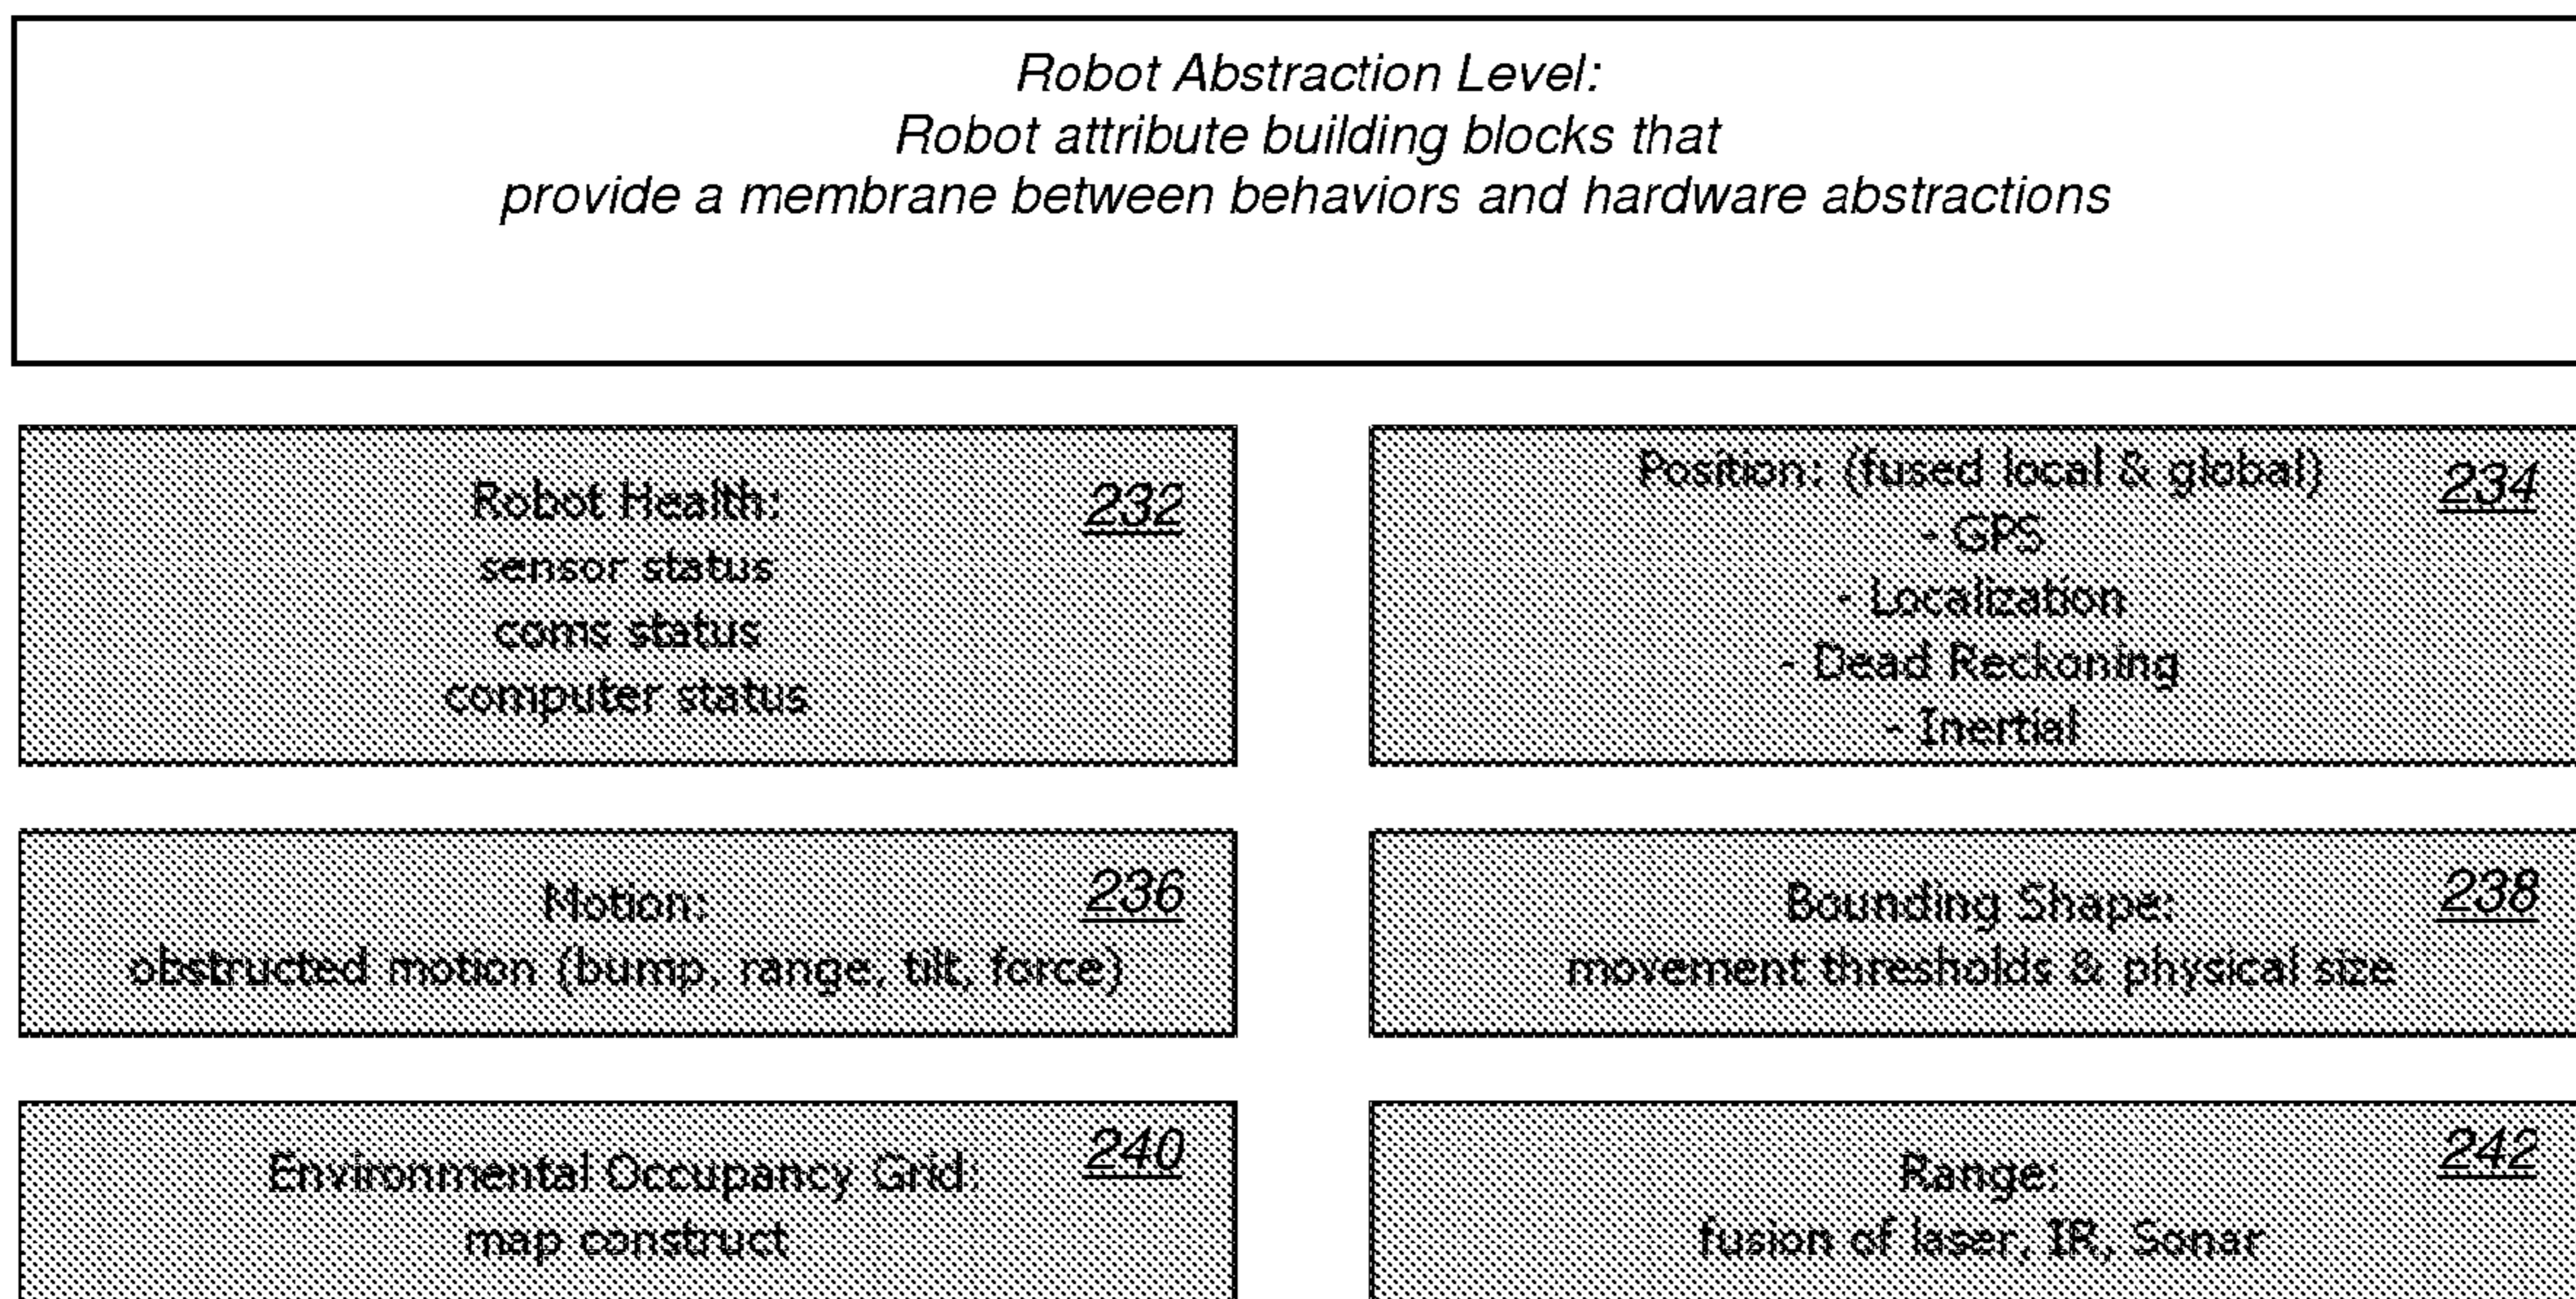 Robot Abstraction Level:
Robot attribute building blocks that
provide a membrane between behaviors and hardware abstractions
Robot Health:
232
sensor status
coms status
computer status
Position: (fused local & global)
234
- GPS
- Localization
- Dead Reckoning
- Inertial
Motion:
236
obstructed motion (bump, range, tilt, force)
Bounding Shape:
238
movement thresholds & physical size
Environmental Occupancy Grid:
240
map construct
Range:
242
fusion of laser, IR, Sonar